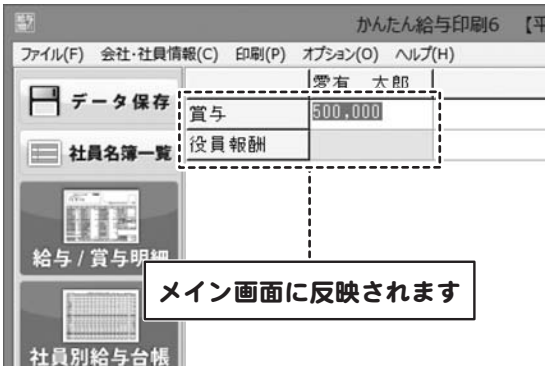 かんたん給与印刷6 【平
ファイル(F) 会社・社員情報(C) 印刷(P) オプション(O) ヘルプ(H)
愛有 太郎
データ保存
賞与 500,000
社員名簿一覧
役員報酬
給与 / 賞与明細
メイン画面に反映されます
社員別給与台帳